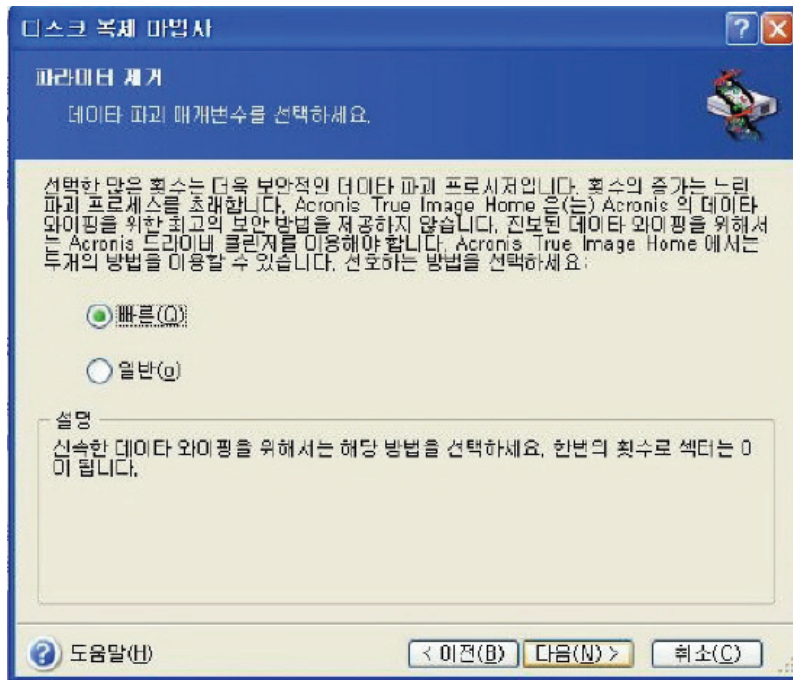 디스크 복제 마법사
파라미터 제거
데이타 파괴 매개변수를 선택하세요.
선택한 많은 횟수는 더욱 보안적인 데이타 파괴 프로시저입니다. 횟수의 증가는 느린
파괴 프로세스를 초래합니다. Acronis True Image Home 은(는) Acronis 의 데이타
와이핑을 위한 최고의 보안 방법을 제공하지 않습니다. 진보된 데이타 와이핑을 위해서
는 Acronis 드라이버 클린저를 이용해야 합니다. Acronis True Image Home 에서는
두개의 방법을 이용할 수 있습니다. 선호하는 방법을 선택하세요:
빠른(Q)
일반(o)
설명
신속한 데이타 와이핑을 위해서는 해당 방법을 선택하세요. 한번의 횟수로 섹터는 0
이 됩니다.
도움말(H)
< 이전(B)
다음(N) >
취소(C)